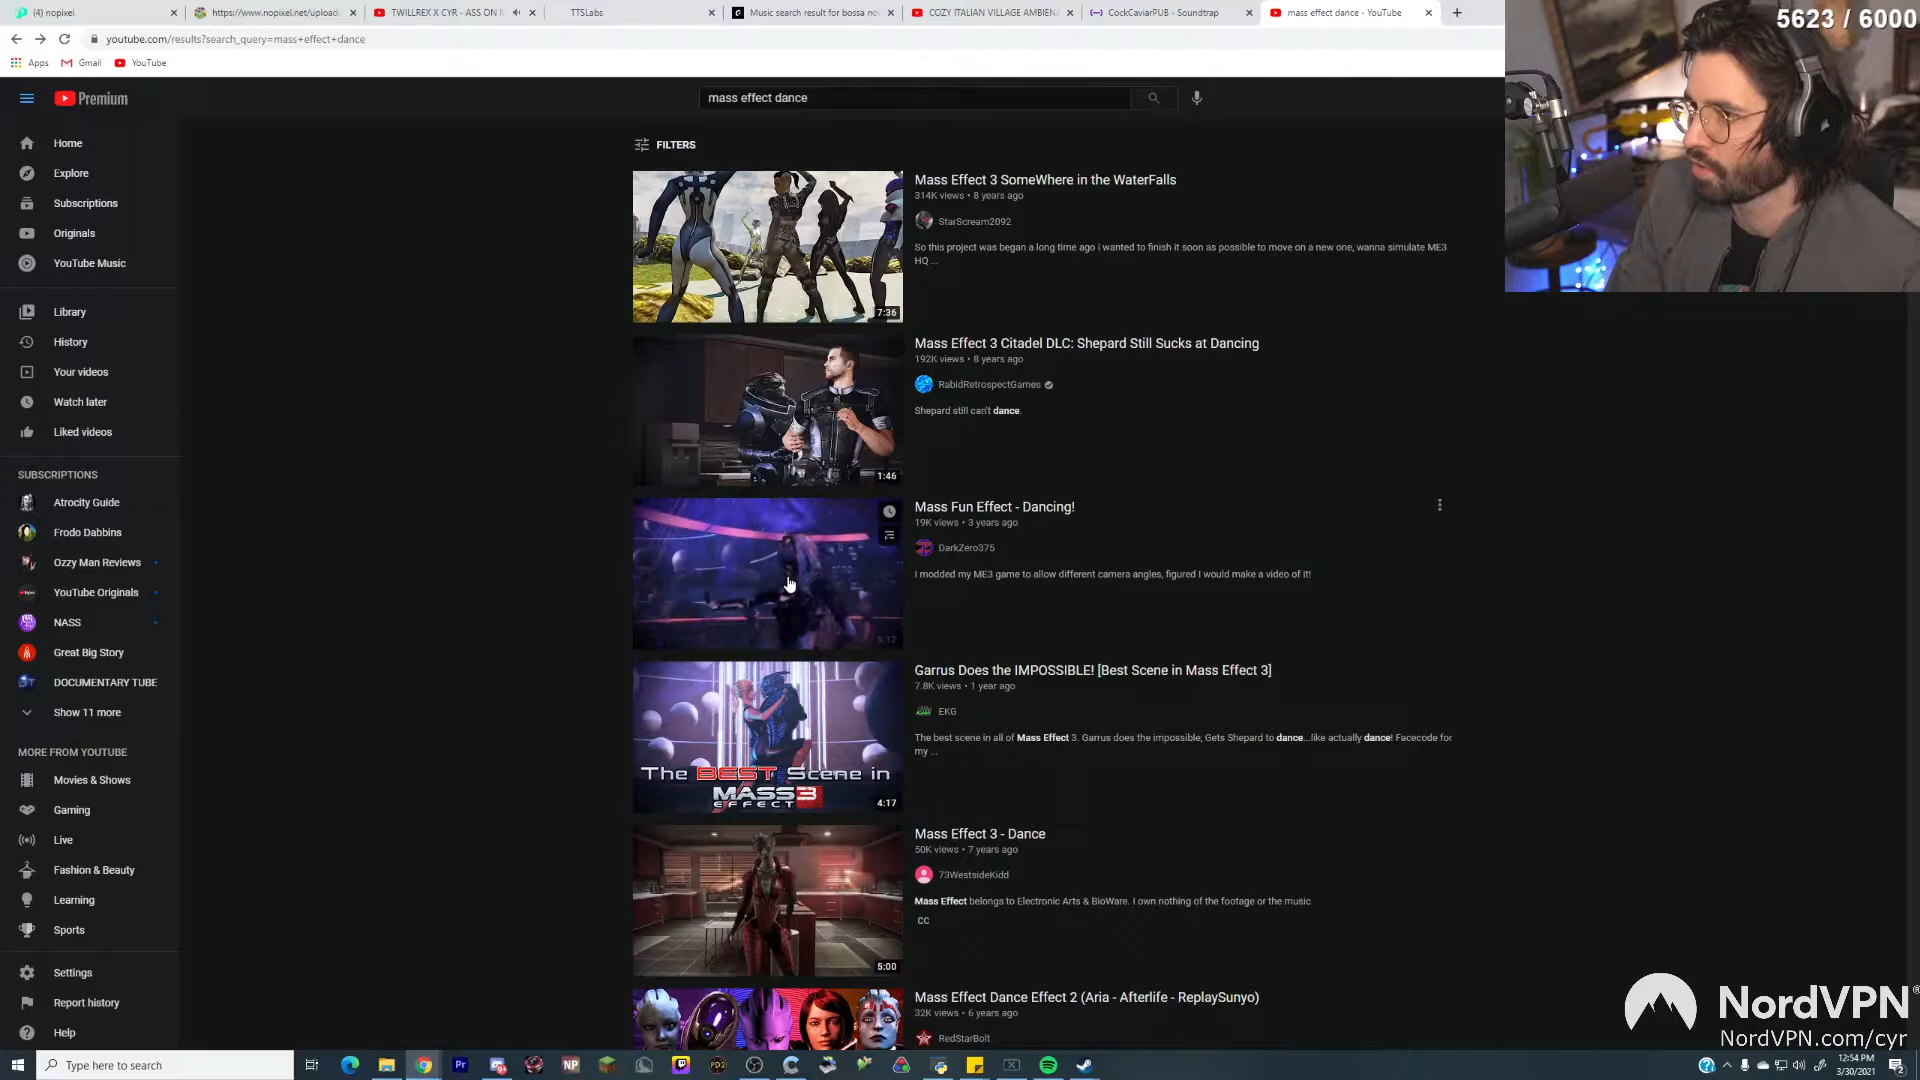 (4) nopixel
https://www.nopixel.net/upload
TWILLREX X CYR - ASS ON
TTSLabs
Music search result for bossa no
COZY ITALIAN VILLAGE AMBIEN
CockCaviarPUB - Soundtrap
mass effect dance - YouTube
5623 / 6000
youtube.com/results?search_query=mass+effect+dance
Apps Gmail YouTube
Premium
mass effect dance
FILTERS
Home
Explore
Subscriptions
Originals
YouTube Music
Library
History
Your videos
Watch later
Liked videos
SUBSCRIPTIONS
Atrocity Guide
Frodo Dabbins
Ozzy Man Reviews
YouTube Originals
NASS
Great Big Story
DOCUMENTARY TUBE
Show 11 more
MORE FROM YOUTUBE
Movies & Shows
Gaming
Live
Fashion & Beauty
Learning
Sports
Settings
Report history
Help
7:36
Mass Effect 3 SomeWhere in the WaterFalls
314K views • 8 years ago
StarScream2092
So this project was began a long time ago i wanted to finish it soon as possible to move on a new one, wanna simulate ME3
HQ ...
1:46
Mass Effect 3 Citadel DLC: Shepard Still Sucks at Dancing
192K views • 8 years ago
RabidRetrospectGames
Shepard still can't dance.
5:12
Mass Fun Effect - Dancing!
19K views • 3 years ago
DarkZero375
I modded my ME3 game to allow different camera angles, figured I would make a video of it!
The BEST Scene in
MASS EFFECT 3
4:17
Garrus Does the IMPOSSIBLE! [Best Scene in Mass Effect 3]
7.8K views • 1 year ago
EKG
The best scene in all of Mass Effect 3. Garrus does the impossible; Gets Shepard to dance...like actually dance! Facecode for
my ...
5:00
Mass Effect 3 - Dance
50K views • 7 years ago
73WestsideKidd
Mass Effect belongs to Electronic Arts & BioWare. I own nothing of the footage or the music
CC
Mass Effect Dance Effect 2 (Aria - Afterlife - ReplaySunyo)
32K views • 6 years ago
RedStarBolt
NordVPN®
NordVPN.com/cyr
Type here to search
Pr
NP
PD2
12:54 PM
3/30/2021